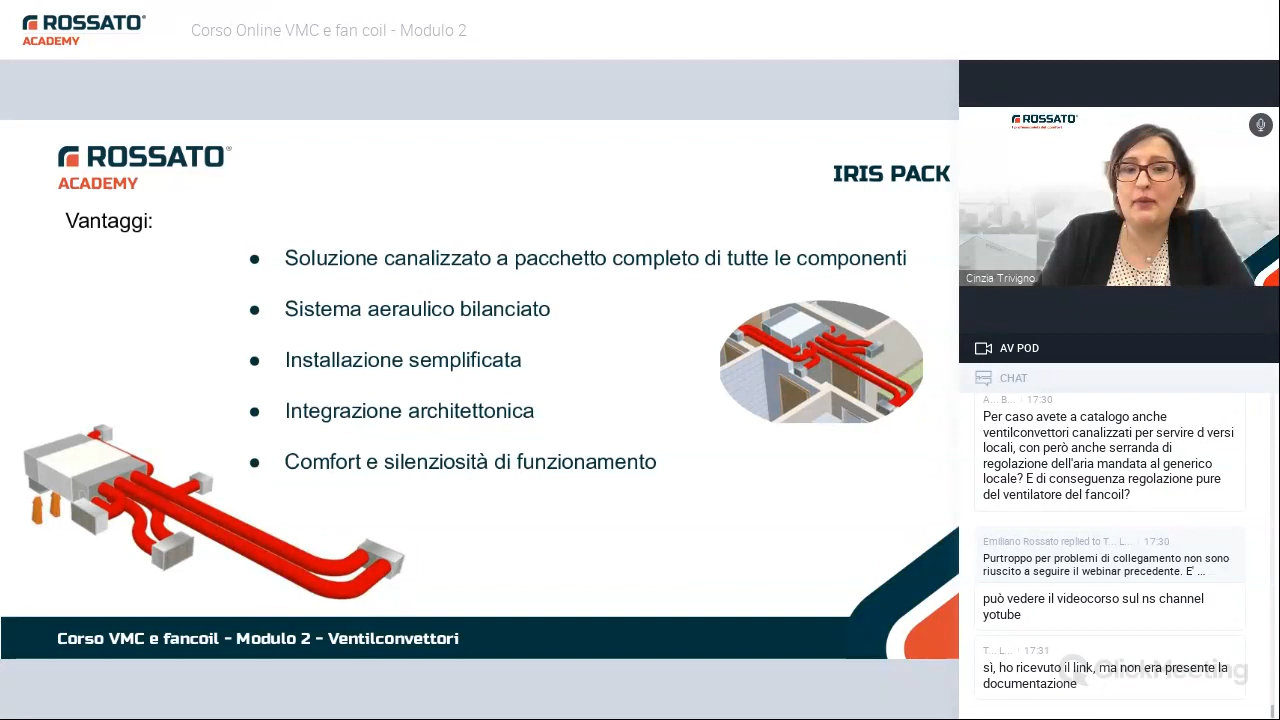 ROSSATO
ACADEMY
Corso Online VMC e fan coil - Modulo 2
ROSSATO
ACADEMY
IRIS PACK
Vantaggi:
● Soluzione canalizzato a pacchetto completo di tutte le componenti
● Sistema aeraulico bilanciato
● Installazione semplificata
● Integrazione architettonica
● Comfort e silenziosità di funzionamento
Corso VMC e fancoil - Modulo 2 - Ventilconvettori
ROSSATO
Cinzia Trivigno
AV POD
CHAT
A... B... 17:30
Per caso avete a catalogo anche
ventilconvettori canalizzati per servire d versi
locali, con però anche serranda di
regolazione dell'aria mandata al generico
locale? E di conseguenza regolazione pure
del ventilatore del fancoil?
Emiliano Rossato replied to T... L... 17:30
Purtroppo per problemi di collegamento non sono
riuscito a seguire il webinar precedente. E' ...
può vedere il videocorso sul ns channel
yotube
T... L... 17:31
sì, ho ricevuto il link, ma non era presente la
documentazione
ClickMeeting